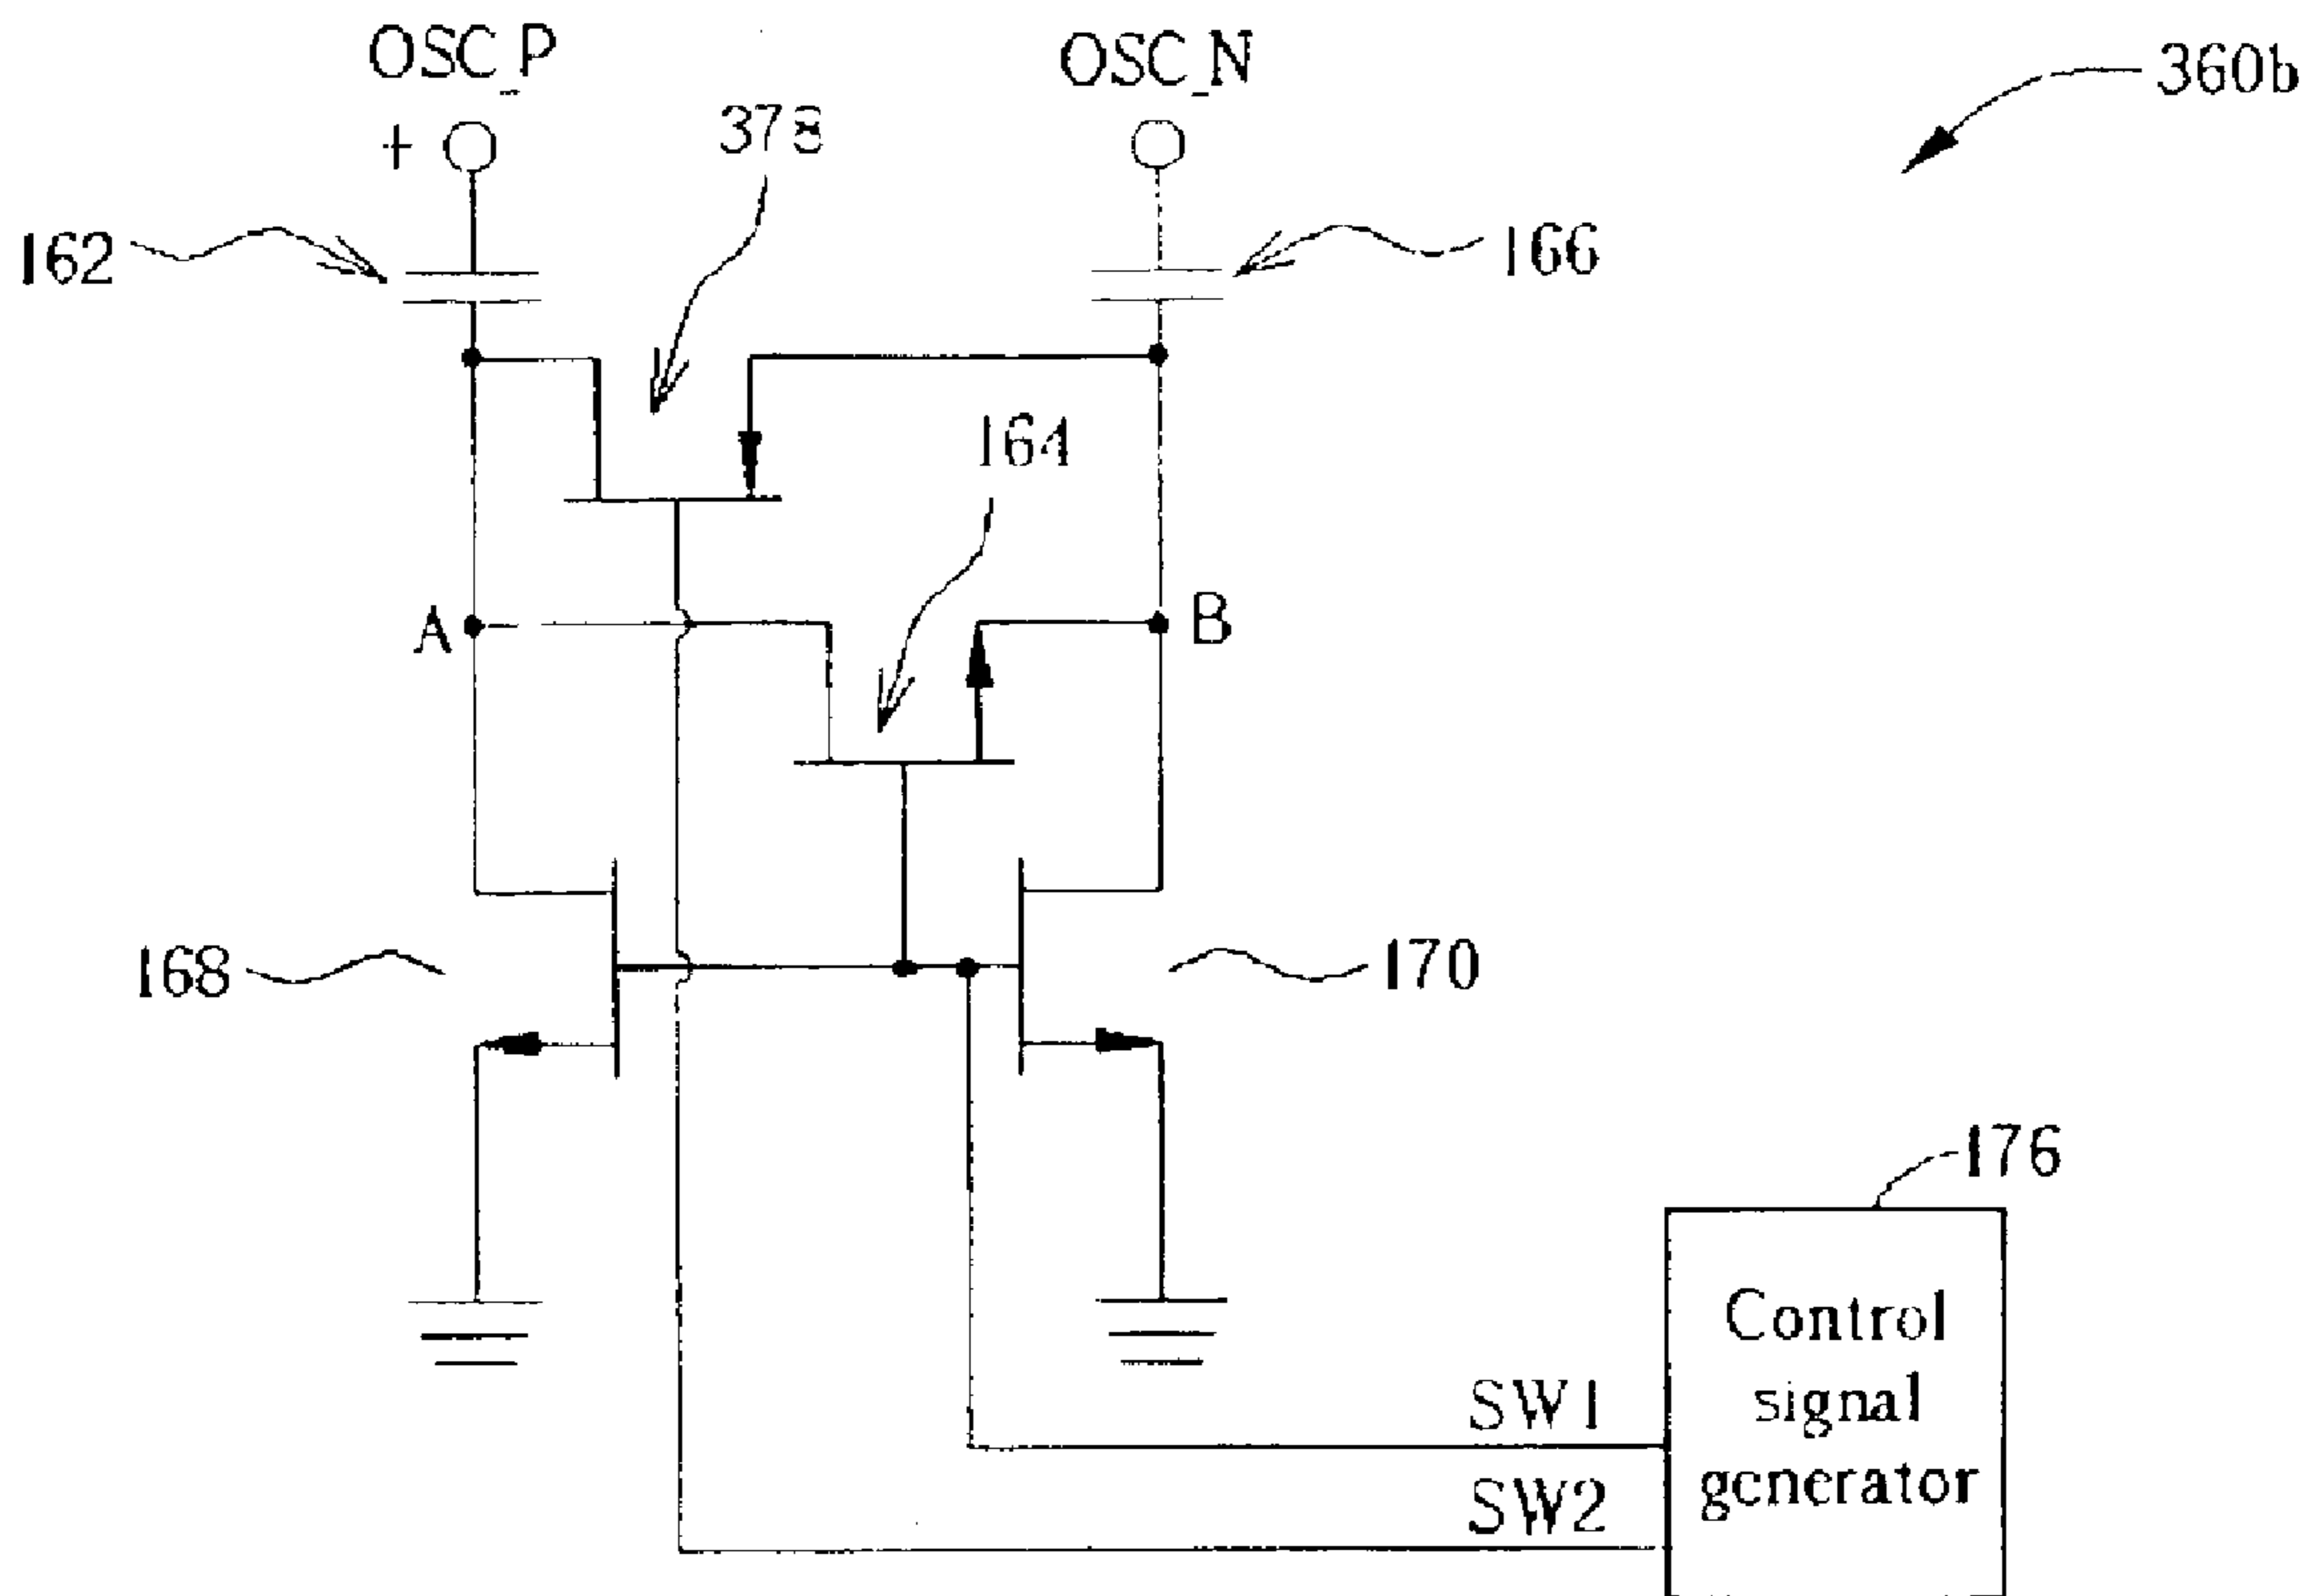 OSC_P
OSC_N
360b
+
378
162
166
164
A
B
168
170
176
Control
signal
generator
SW1
SW2